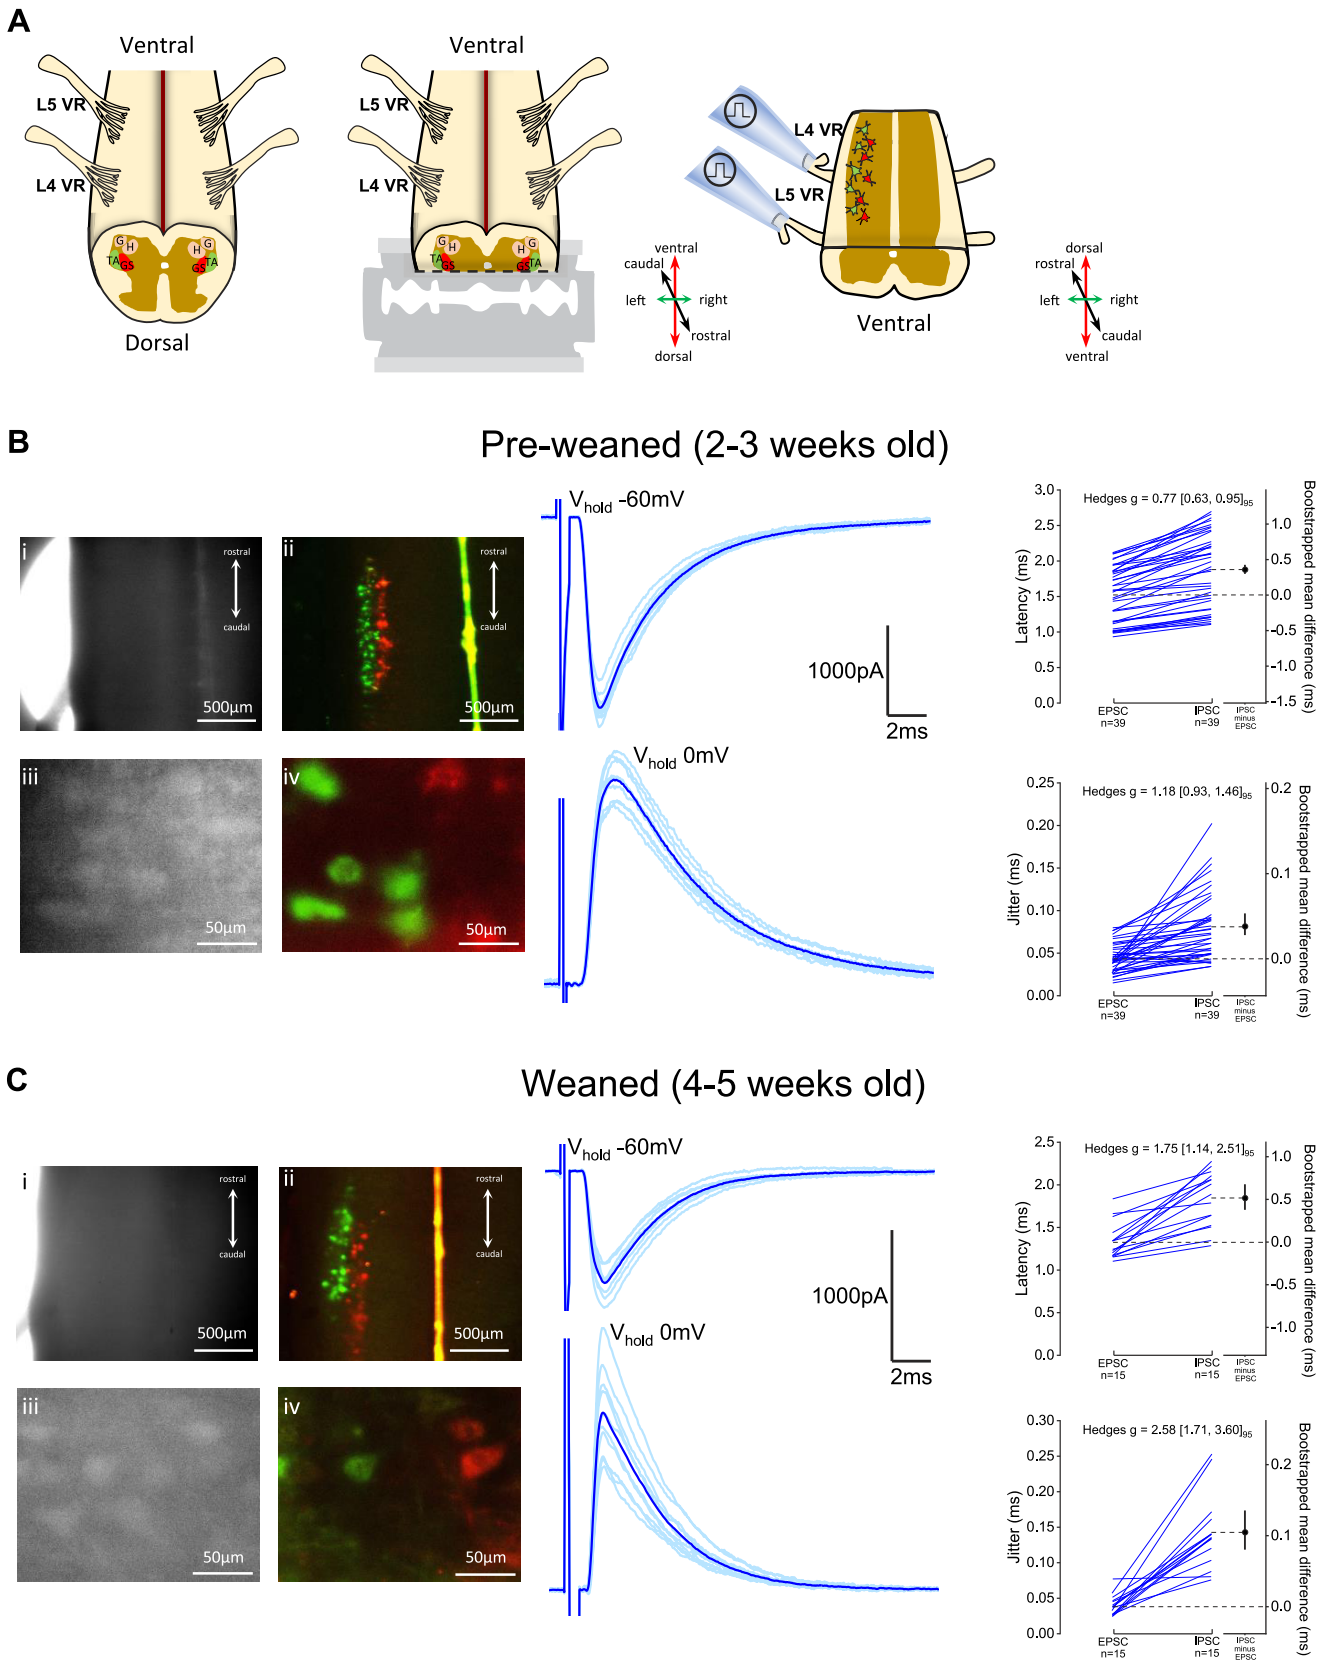 A
Ventral
L5 VR
L4 VR
G
H
H
G
TA
GS
GS
TA
Dorsal
Ventral
L5 VR
L4 VR
G
H
H
G
TA
GS
GS
TA
ventral
caudal
left
right
rostral
dorsal
L4 VR
L5 VR
Ventral
dorsal
rostral
left
right
caudal
ventral
B
Pre-weaned (2-3 weeks old)
i
rostral
caudal
500µm
ii
rostral
caudal
500µm
iii
50µm
iv
50µm
Vhold -60mV
1000pA
2ms
Vhold 0mV
Hedges g = 0.77 [0.63, 0.95]95
Latency (ms)
3.0
2.5
2.0
1.5
1.0
0.5
0.0
EPSC
n=39
IPSC
n=39
IPSC
minus
EPSC
1.0
0.5
0.0
−0.5
−1.0
−1.5
Bootstrapped mean difference (ms)
Hedges g = 1.18 [0.93, 1.46]95
Jitter (ms)
0.25
0.20
0.15
0.10
0.05
0.00
EPSC
n=39
IPSC
n=39
IPSC
minus
EPSC
0.2
0.1
0.0
Bootstrapped mean difference (ms)
C
Weaned (4-5 weeks old)
i
rostral
caudal
500µm
ii
rostral
caudal
500µm
iii
50µm
iv
50µm
Vhold -60mV
1000pA
2ms
Vhold 0mV
Hedges g = 1.75 [1.14, 2.51]95
Latency (ms)
2.5
2.0
1.5
1.0
0.5
0.0
EPSC
n=15
IPSC
n=15
IPSC
minus
EPSC
1.0
0.5
0.0
−0.5
−1.0
Bootstrapped mean difference (ms)
Hedges g = 2.58 [1.71, 3.60]95
Jitter (ms)
0.30
0.25
0.20
0.15
0.10
0.05
0.00
EPSC
n=15
IPSC
n=15
IPSC
minus
EPSC
0.2
0.1
0.0
Bootstrapped mean difference (ms)